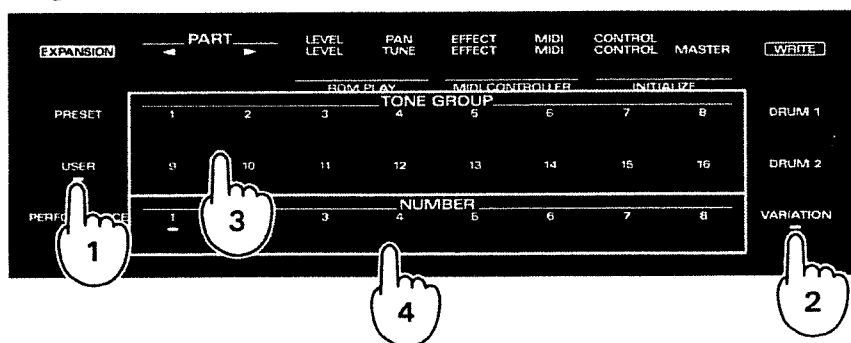 EXPANSION PART LEVEL PAN EFFECT MIDI CONTROL WRITE
◄ ► LEVEL TUNE EFFECT MIDI CONTROL MASTER
ROM PLAY MIDI CONTROLLER INITIALIZE
TONE GROUP
PRESET 1 2 3 4 5 6 7 8 DRUM 1
USER 9 10 11 12 13 14 15 16 DRUM 2
NUMBER
1 3 4 5 6 7 8 VARIATION
1 3 4 2